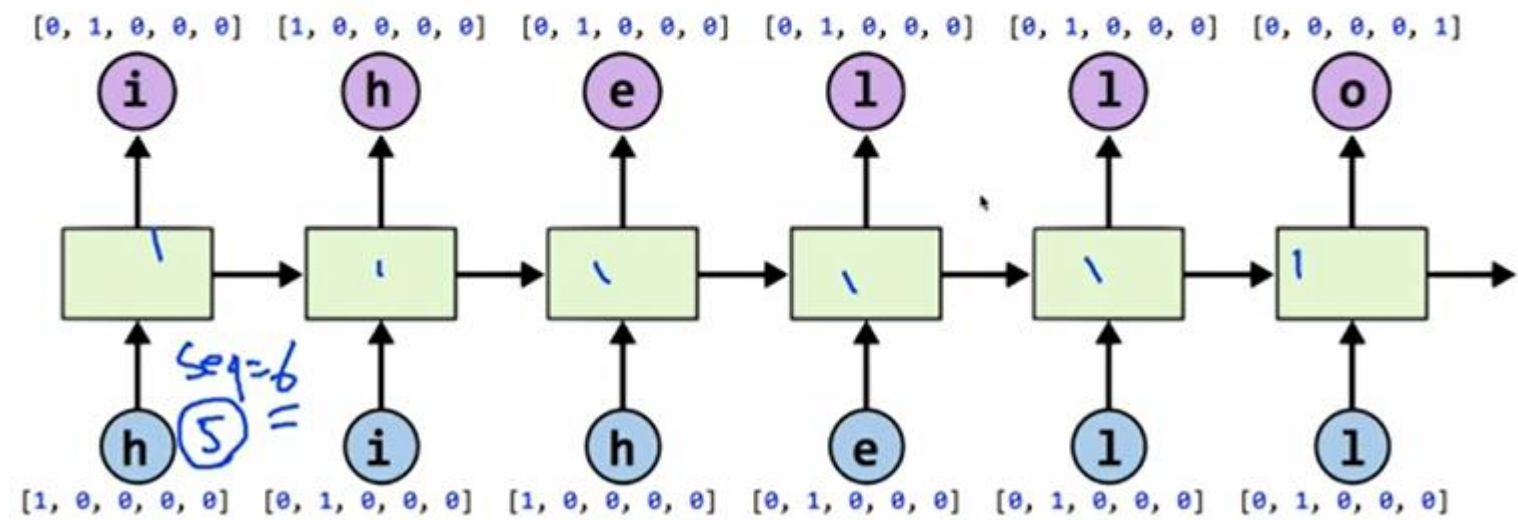 [0, 1, 0, 0, 0] [1, 0, 0, 0, 0] [0, 1, 0, 0, 0] [0, 1, 0, 0, 0] [0, 1, 0, 0, 0] [0, 0, 0, 0, 1]
i h e l l o
seq=6
5
h i h e l l
[1, 0, 0, 0, 0] [0, 1, 0, 0, 0] [1, 0, 0, 0, 0] [0, 1, 0, 0, 0] [0, 1, 0, 0, 0] [0, 1, 0, 0, 0]